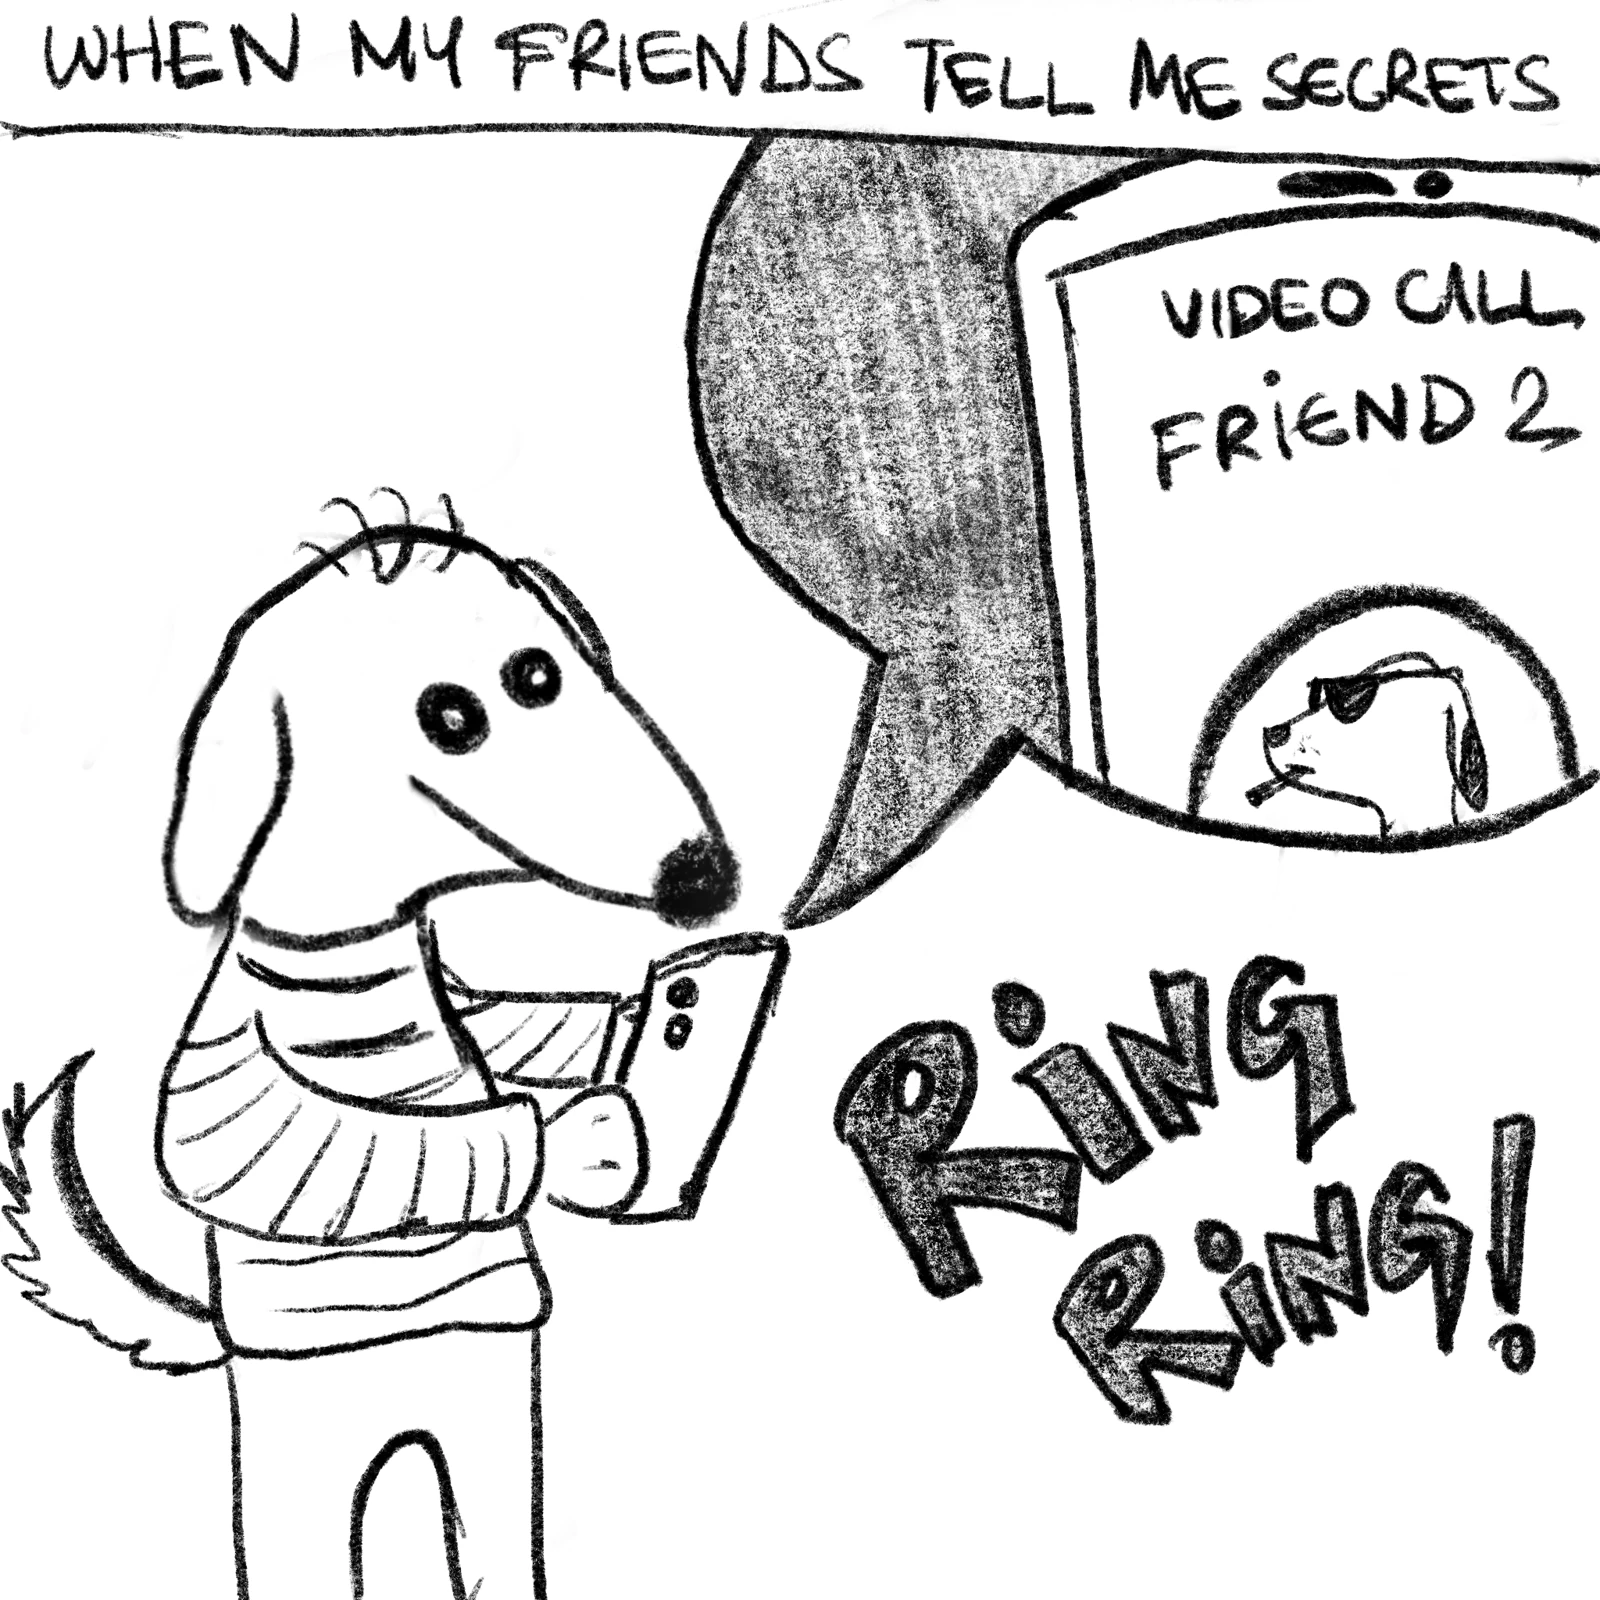 WHEN MY FRIENDS TELL ME SECRETS
VIDEO CALL
FRIEND 2
RING
RING!